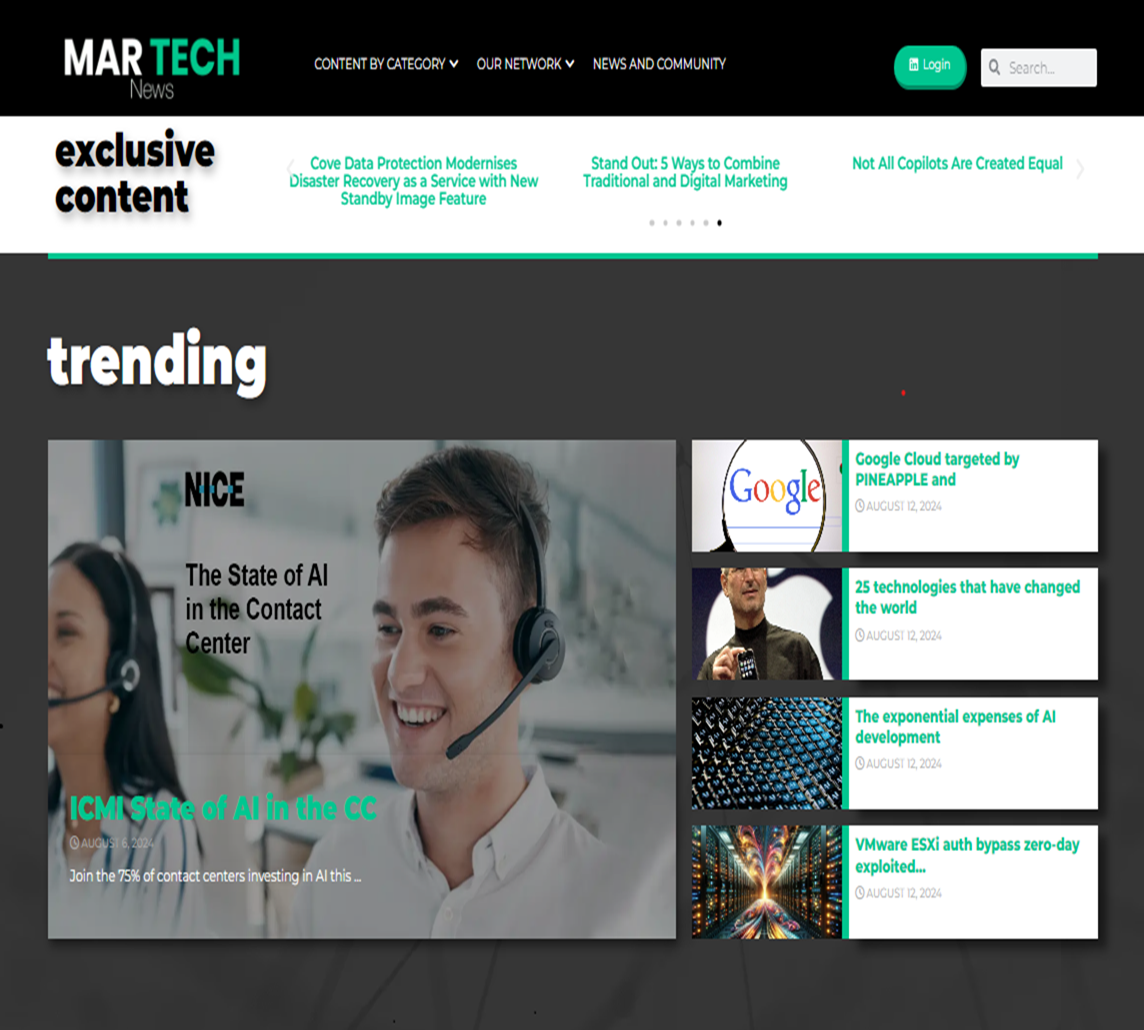 MAR TECH
News
CONTENT BY CATEGORY
OUR NETWORK
NEWS AND COMMUNITY
Login
Search...
exclusive
content
Cove Data Protection Modernises
Disaster Recovery as a Service with New
Standby Image Feature
Stand Out: 5 Ways to Combine
Traditional and Digital Marketing
Not All Copilots Are Created Equal
trending
NICE
The State of AI
in the Contact
Center
ICMI State of AI in the CC
AUGUST 6, 2024
Join the 75% of contact centers investing in AI this ...
Google
Google Cloud targeted by
PINEAPPLE and
AUGUST 12, 2024
25 technologies that have changed
the world
AUGUST 12, 2024
The exponential expenses of AI
development
AUGUST 12, 2024
VMware ESXi auth bypass zero-day
exploited...
AUGUST 12, 2024